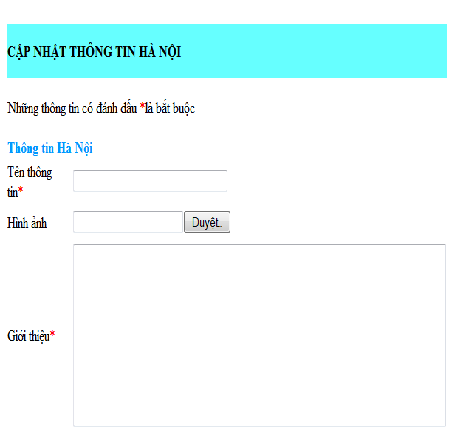 CẬP NHẬT THÔNG TIN HÀ NỘI
Những thông tin có đánh dấu *là bắt buộc
Thông tin Hà Nội
Tên thông
tin*
Hình ảnh
Duyệt.
Giới thiệu*